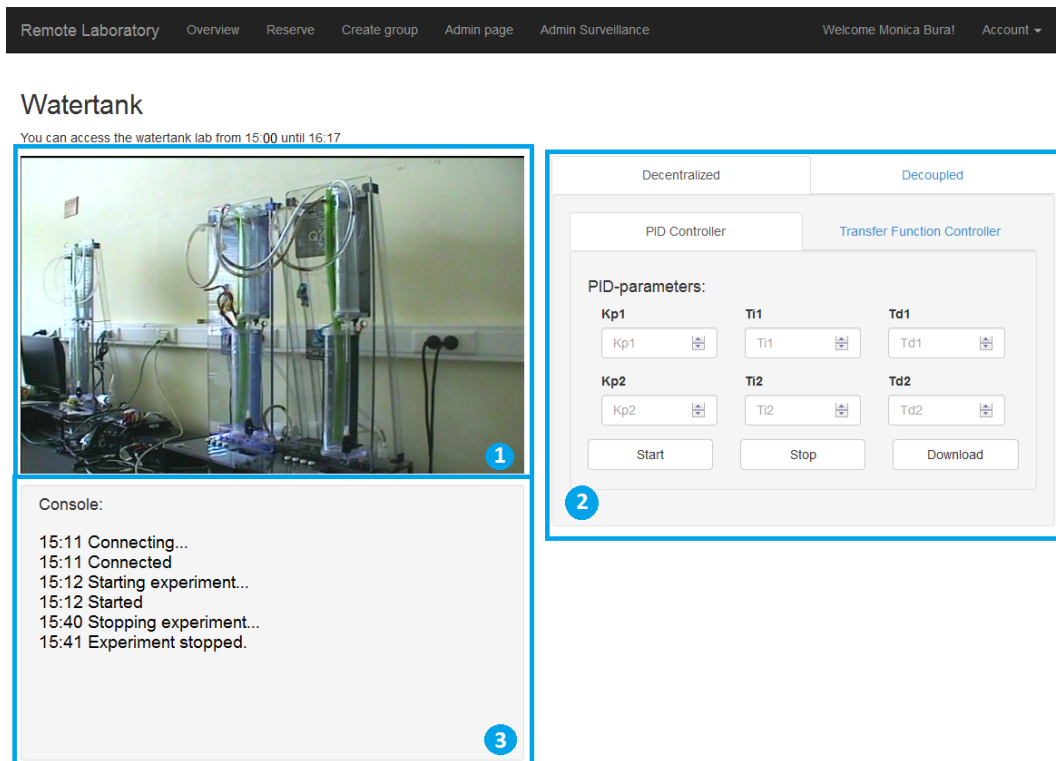 Remote Laboratory Overview Reserve Create group Admin page Admin Surveillance Welcome Monica Bura! Account
Watertank
You can access the watertank lab from 15:00 until 16:17
1
Console:
15:11 Connecting...
15:11 Connected
15:12 Starting experiment...
15:12 Started
15:40 Stopping experiment...
15:41 Experiment stopped.
3
Decentralized Decoupled
PID Controller Transfer Function Controller
PID-parameters:
Kp1 Ti1 Td1
Kp1 Ti1 Td1
Kp2 Ti2 Td2
Kp2 Ti2 Td2
Start Stop Download
2